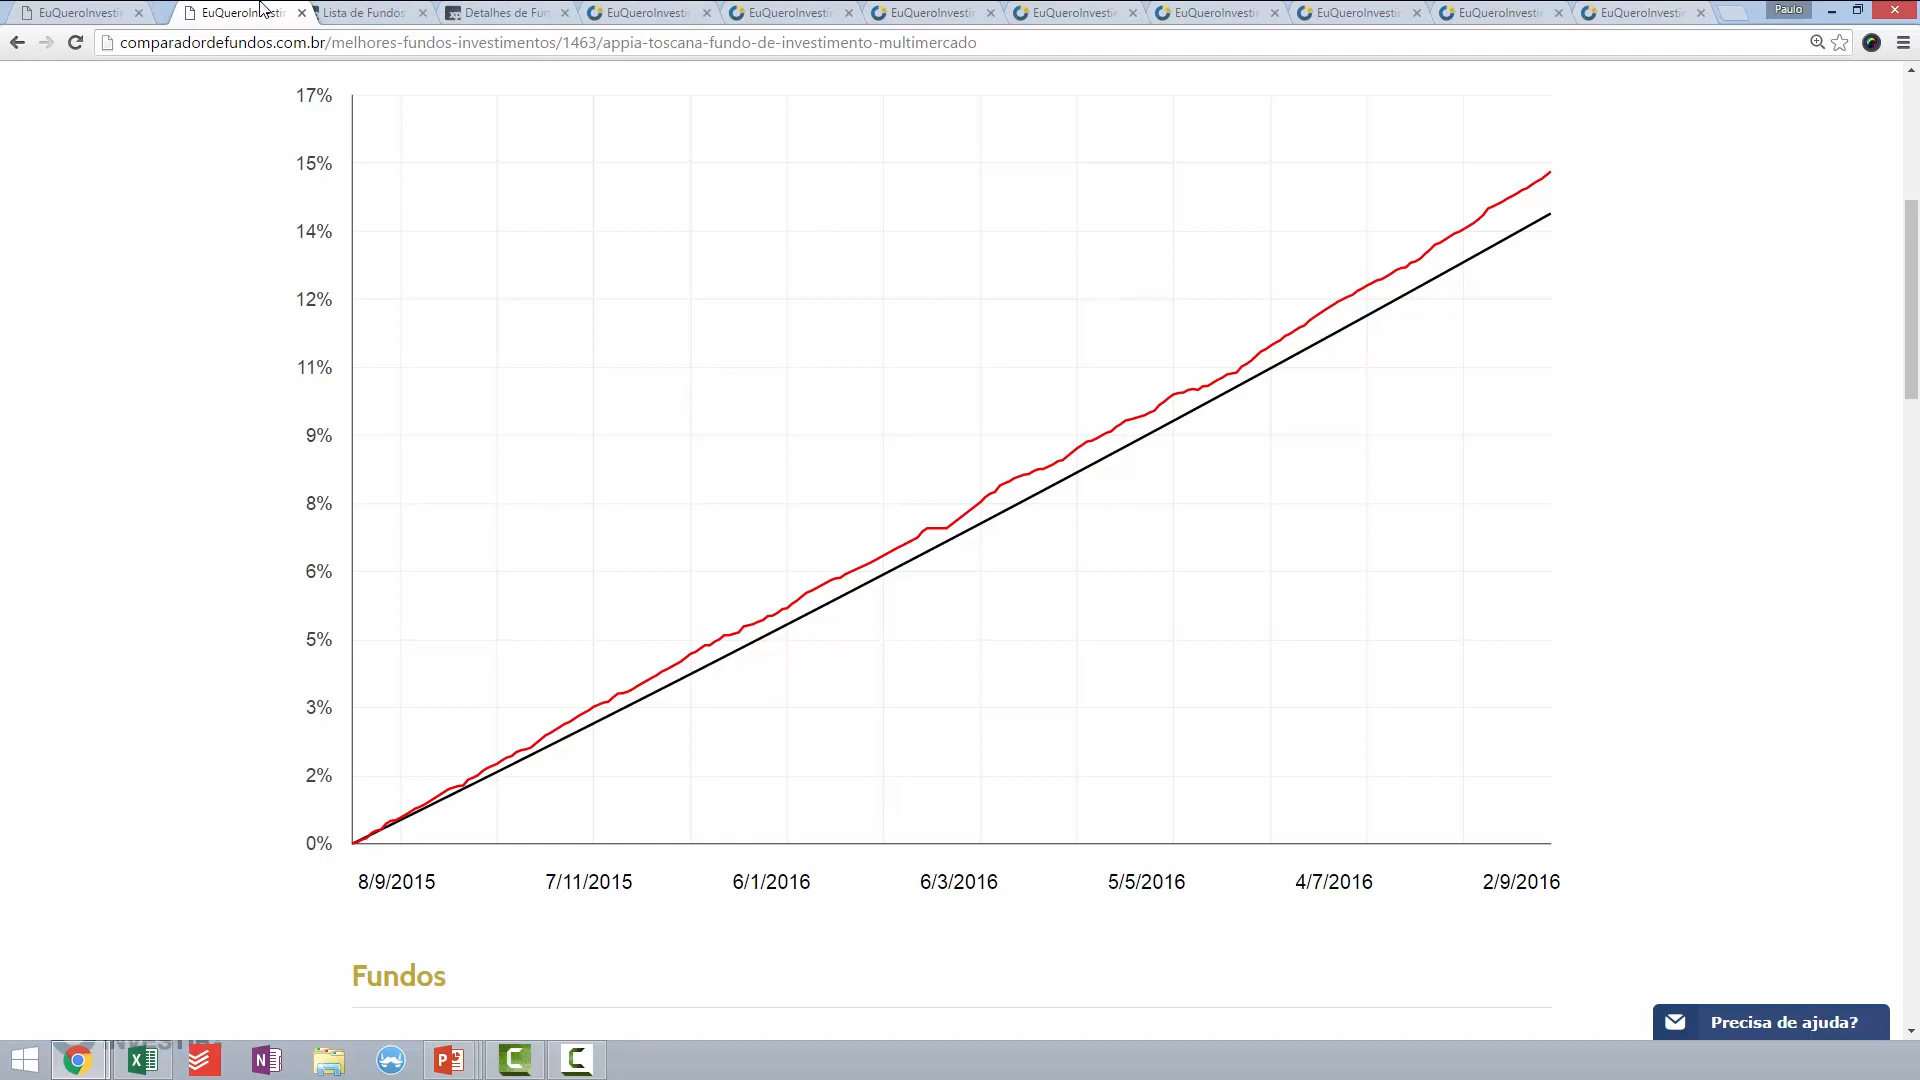 EuQueroInvesti
EuQueroInvesti
Lista de Fundos
Detalhes de Fun
EuQueroInvesti
EuQueroInvesti
EuQueroInvesti
EuQueroInvesti
EuQueroInvesti
EuQueroInvesti
EuQueroInvesti
EuQueroInvesti
Paulo
comparadordefundos.com.br/melhores-fundos-investimentos/1463/appia-toscana-fundo-de-investimento-multimercado
17%
15%
14%
12%
11%
9%
8%
6%
5%
3%
2%
0%
8/9/2015 7/11/2015 6/1/2016 6/3/2016 5/5/2016 4/7/2016 2/9/2016
Fundos
Precisa de ajuda?